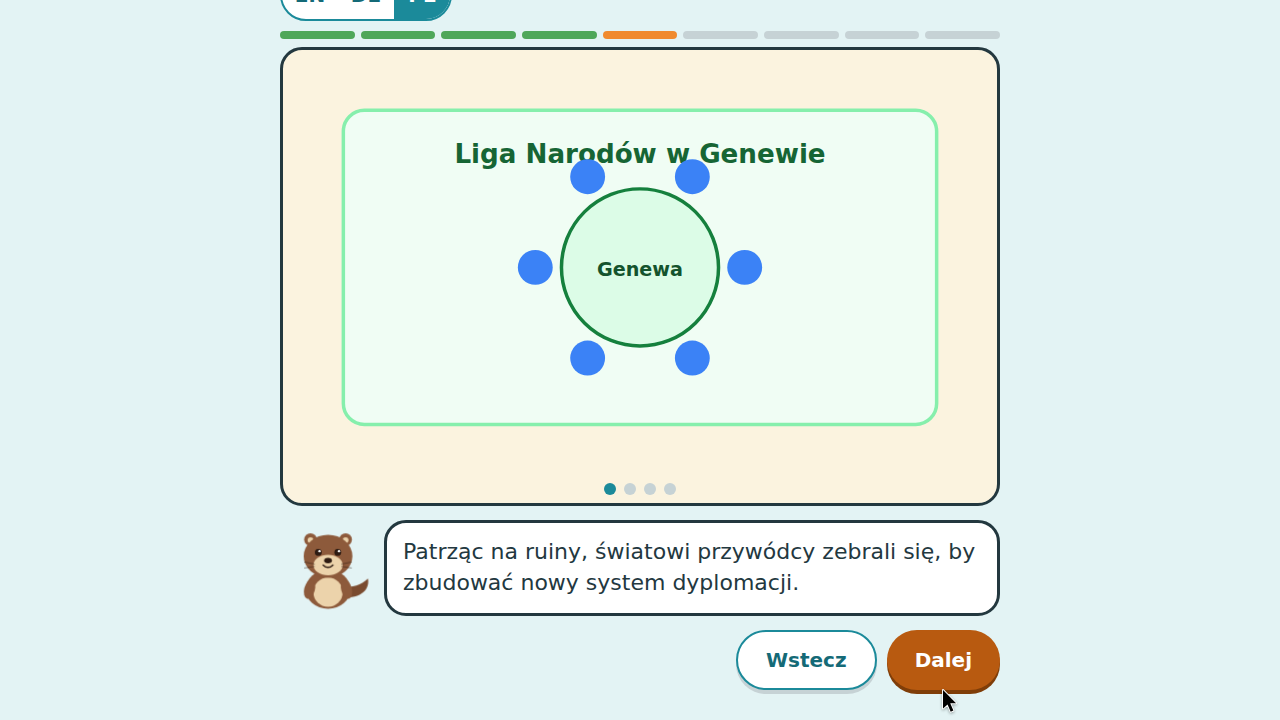 Liga Narodów w Genewie
Genewa
Patrząc na ruiny, światowi przywódcy zebrali się, by
zbudować nowy system dyplomacji.
Wstecz
Dalej